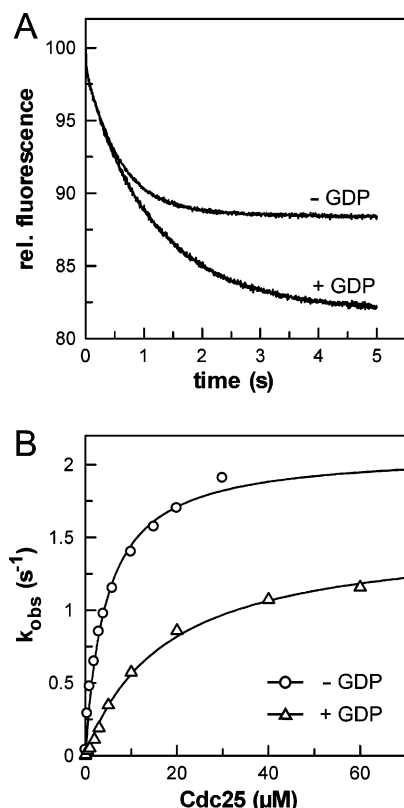 A
100
95
90
85
80
rel. fluorescence
- GDP
+ GDP
0 1 2 3 4 5
time (s)
B
2
1.5
1
0.5
0
k_obs (s⁻¹)
- GDP
+ GDP
0 20 40 60
Cdc25 (µM)